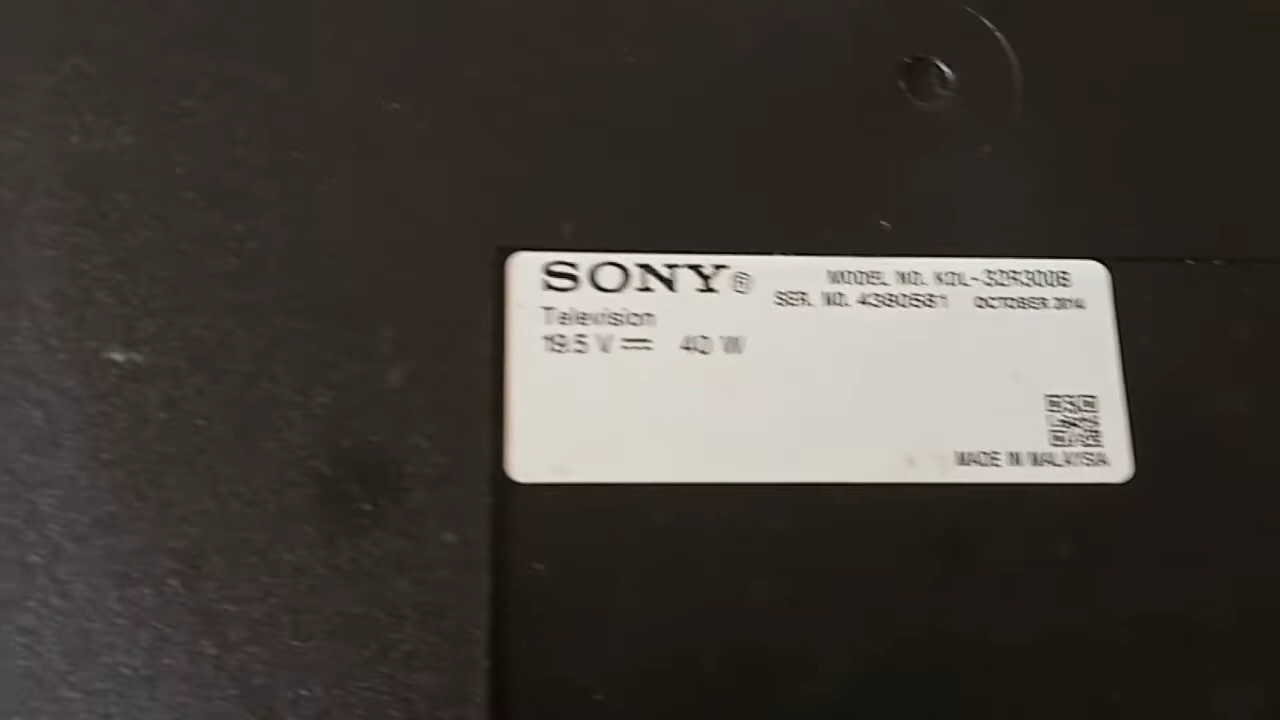 SONY®
MODEL NO. KDL-32R300B
SER. NO. 4380581 OCTOBER 2014
Television
19.5 V ⎓ 40 W
MADE IN MALAYSIA